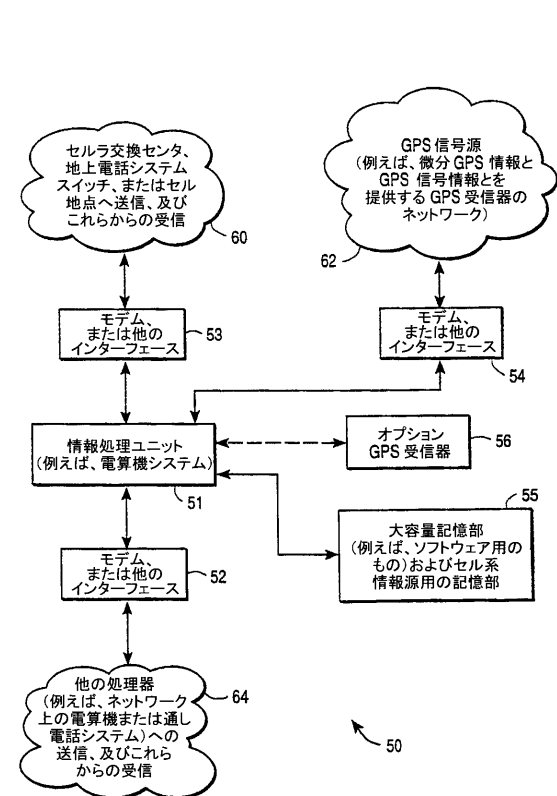 セルラ交換センタ、
地上電話システム
スイッチ、またはセル
地点へ送信、及び
これらからの受信
60
GPS 信号源
(例えば、微分 GPS 情報と
GPS 信号情報とを
提供する GPS 受信器の
ネットワーク)
62
モデム、
または他の
インターフェース
53
モデム、
または他の
インターフェース
54
情報処理ユニット
(例えば、電算機システム)
51
オプション
GPS 受信器
56
55
大容量記憶部
(例えば、ソフトウェア用の
もの)およびセル系
情報源用の記憶部
モデム、
または他の
インターフェース
52
他の処理器
(例えば、ネットワーク
上の電算機または通し
電話システム)への
送信、及びこれら
からの受信
64
50